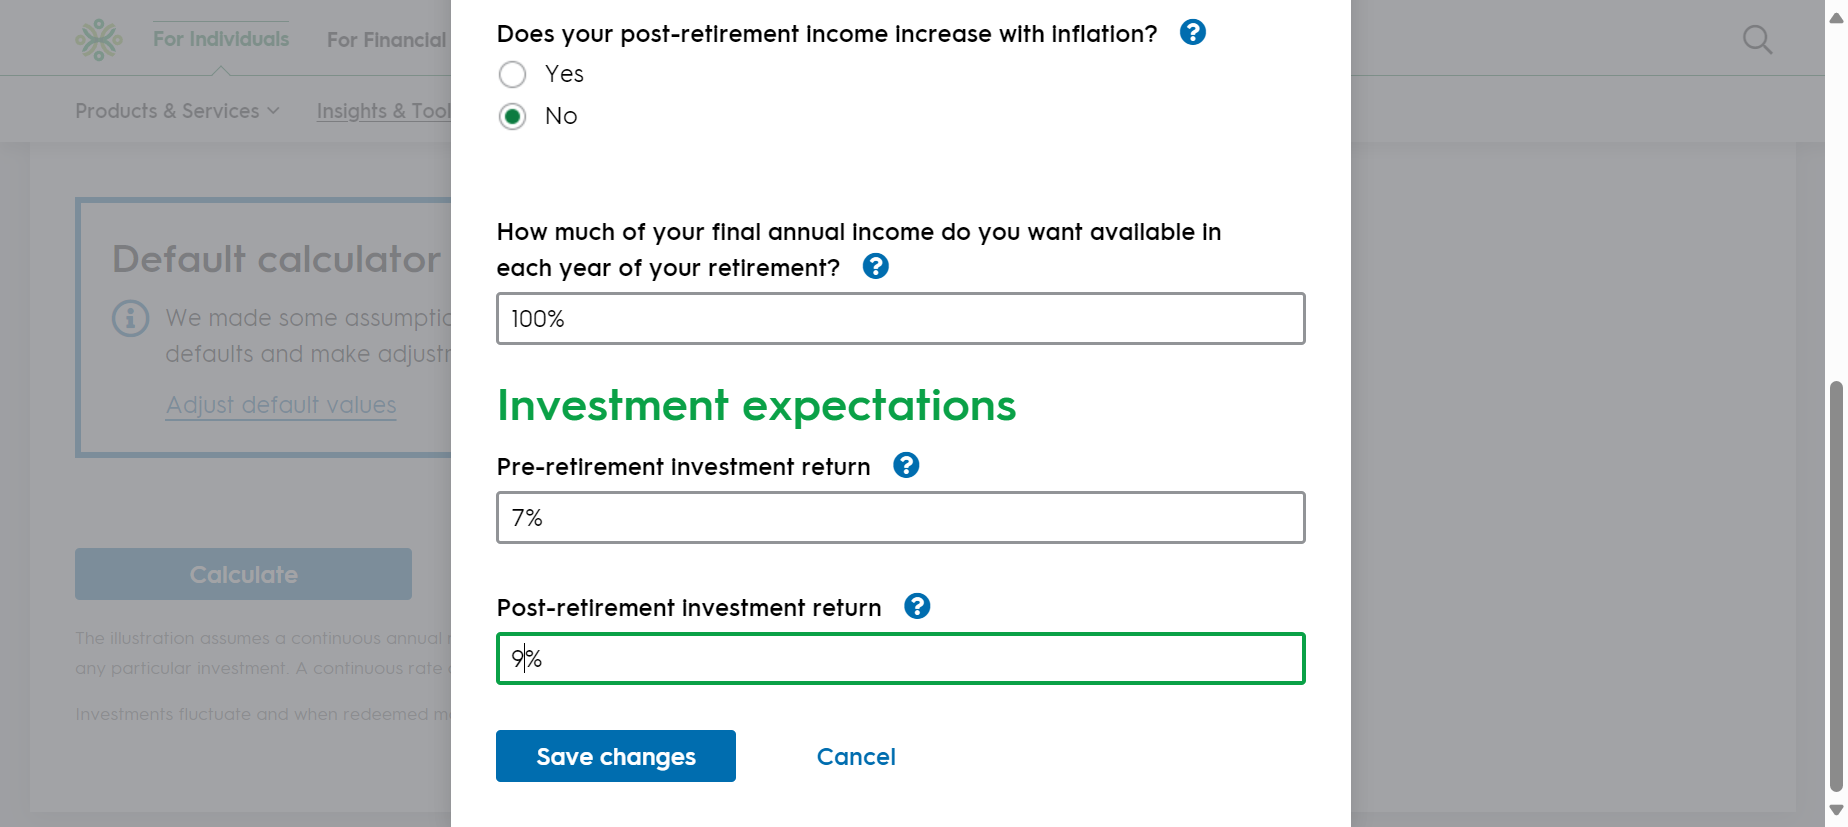 For Individuals
For Financial
Products & Services
Insights & Tool
Default calculator
We made some assumptio
defaults and make adjustr
Adjust default values
Calculate
The illustration assumes a continuous annual
any particular investment. A continuous rate
Investments fluctuate and when redeemed m
Does your post-retirement income increase with inflation? ?
Yes
No
How much of your final annual income do you want available in
each year of your retirement? ?
100%
Investment expectations
Pre-retirement investment return ?
7%
Post-retirement investment return ?
9%
Save changes
Cancel